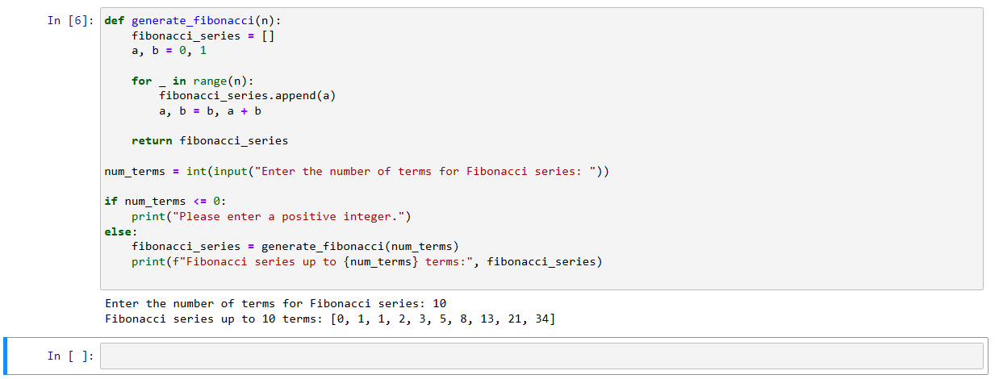 In [6]: def generate_fibonacci(n):
    fibonacci_series = []
    a, b = 0, 1

    for _ in range(n):
        fibonacci_series.append(a)
        a, b = b, a + b

    return fibonacci_series

num_terms = int(input("Enter the number of terms for Fibonacci series: "))

if num_terms <= 0:
    print("Please enter a positive integer.")
else:
    fibonacci_series = generate_fibonacci(num_terms)
    print(f"Fibonacci series up to {num_terms} terms:", fibonacci_series)

Enter the number of terms for Fibonacci series: 10
Fibonacci series up to 10 terms: [0, 1, 1, 2, 3, 5, 8, 13, 21, 34]

In [ ]: